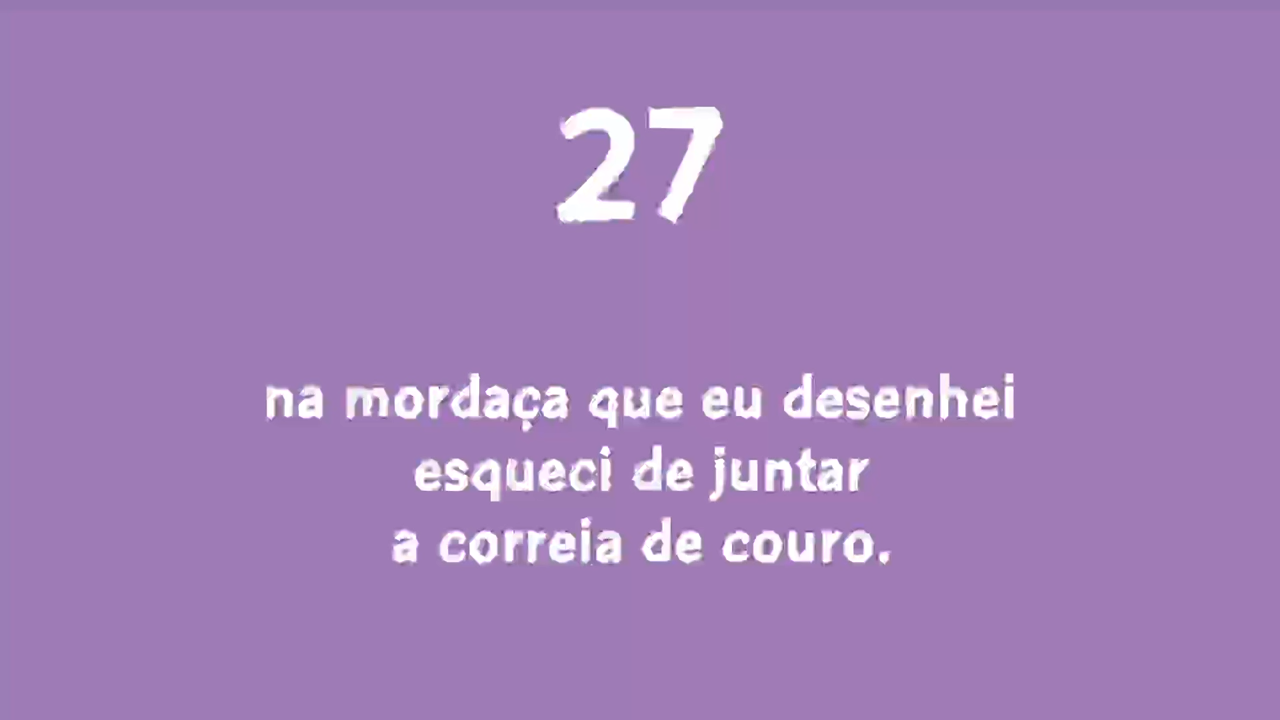 27
na mordaça que eu desenhei
esqueci de juntar
a correia de couro.